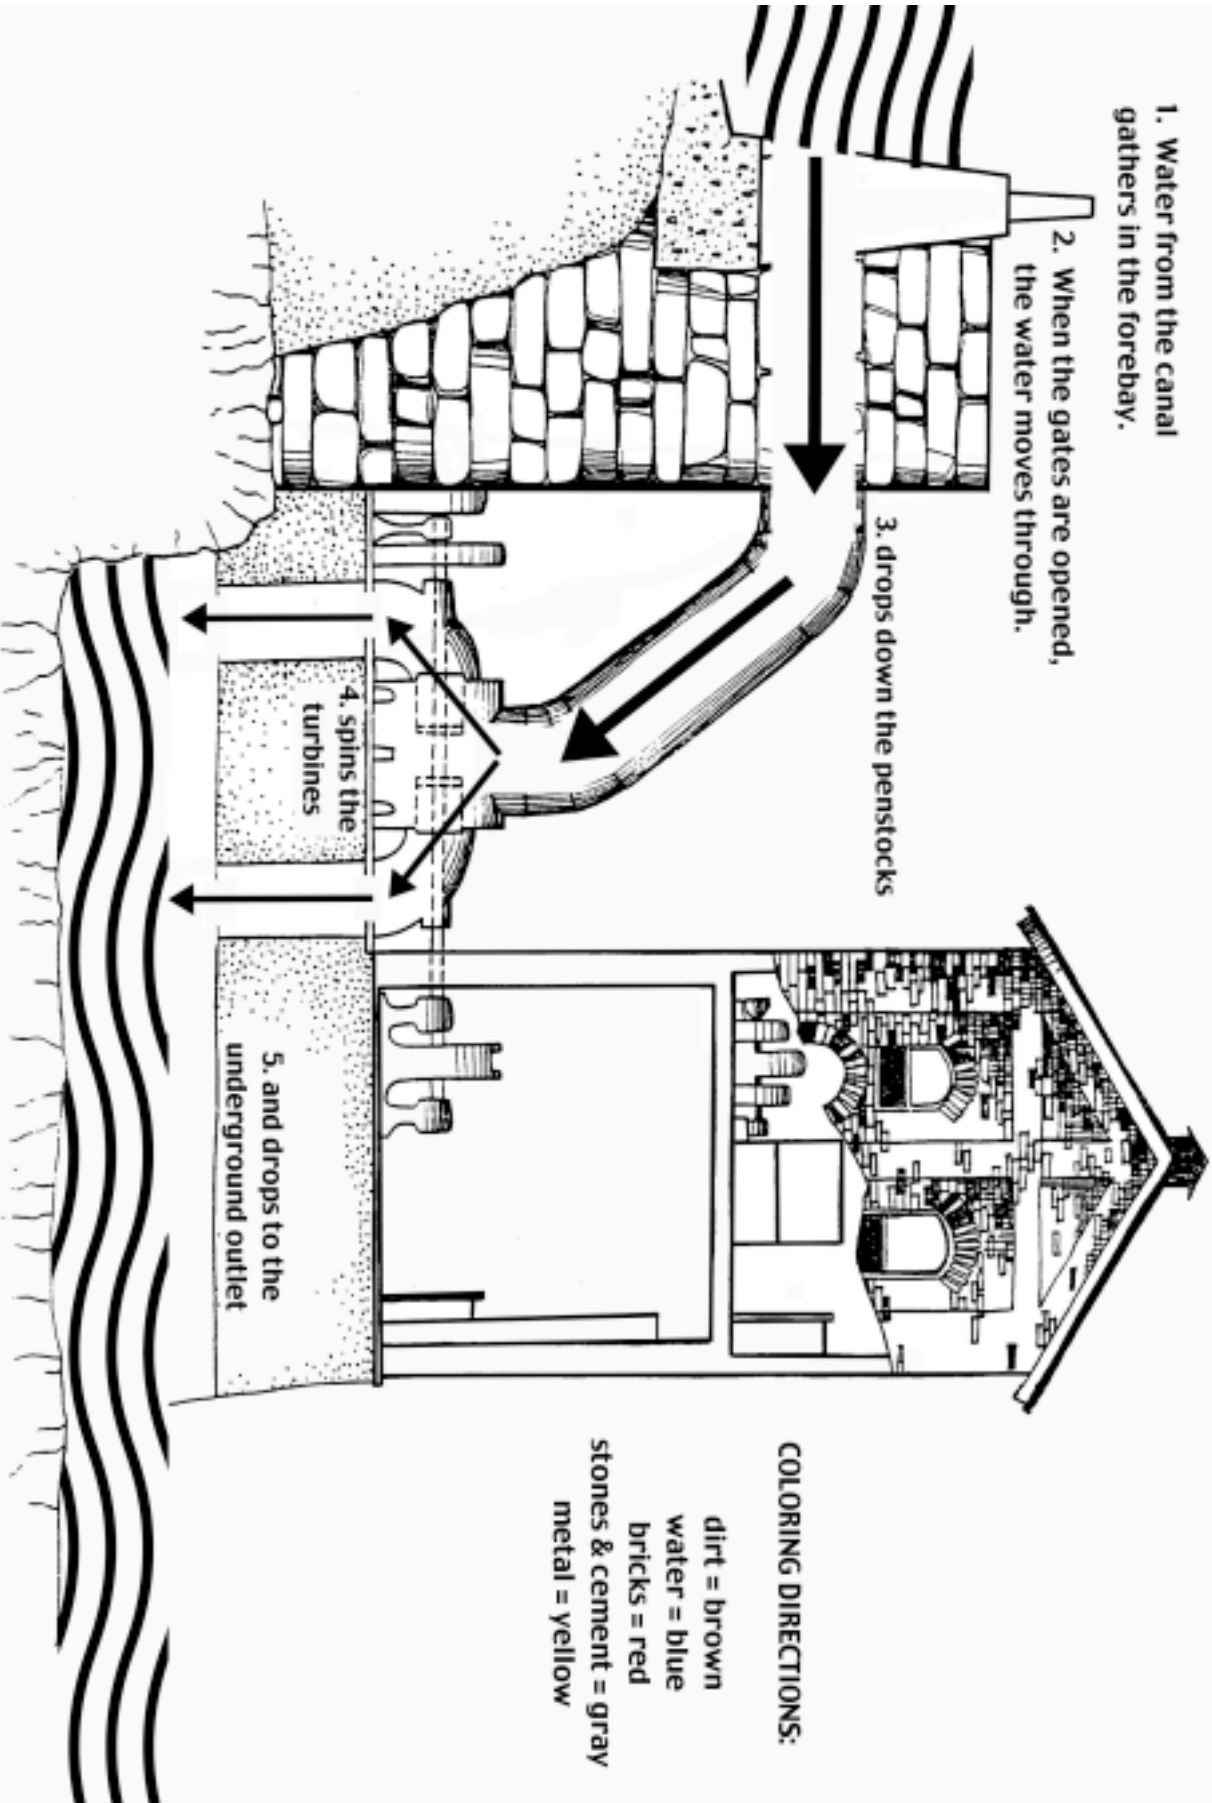 1. Water from the canal
gathers in the forebay.
2. When the gates are opened,
the water moves through.
3. drops down the penstocks
4. spins the
turbines
5. and drops to the
underground outlet
COLORING DIRECTIONS:
dirt = brown
water = blue
bricks = red
stones & cement = gray
metal = yellow